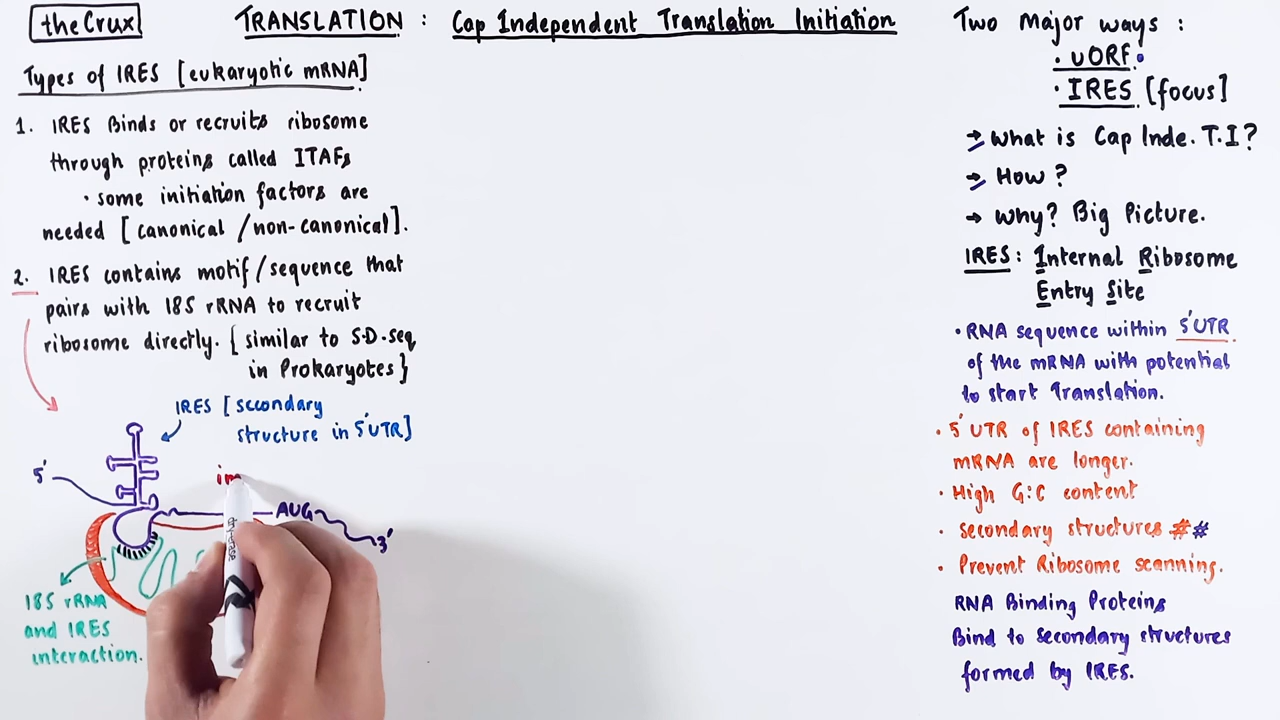 theCrux
TRANSLATION : Cap Independent Translation Initiation
Types of IRES [eukaryotic mRNA]
1. IRES Binds or recruits ribosome
through proteins called ITAFs
• some initiation factors are
needed [canonical /non-canonical].
2. IRES contains motif/sequence that
pairs with 18S rRNA to recruit
ribosome directly. [similar to S.D.seq
in Prokaryotes}
IRES [secondary
structure in 5'UTR]
5'
AUG
3'
18S rRNA
and IRES
interaction.
Two major ways :
• uORF•
• IRES [focus]
→ What is Cap Inde. T.I?
→ How?
→ Why? Big Picture.
IRES: Internal Ribosome
Entry Site
• RNA sequence within 5'UTR
of the mRNA with potential
to start Translation.
• 5'UTR of IRES containing
mRNA are longer.
• High G:C content
• secondary structures ##
• Prevent Ribosome scanning.
RNA Binding Proteins
Bind to secondary structures
formed by IRES.